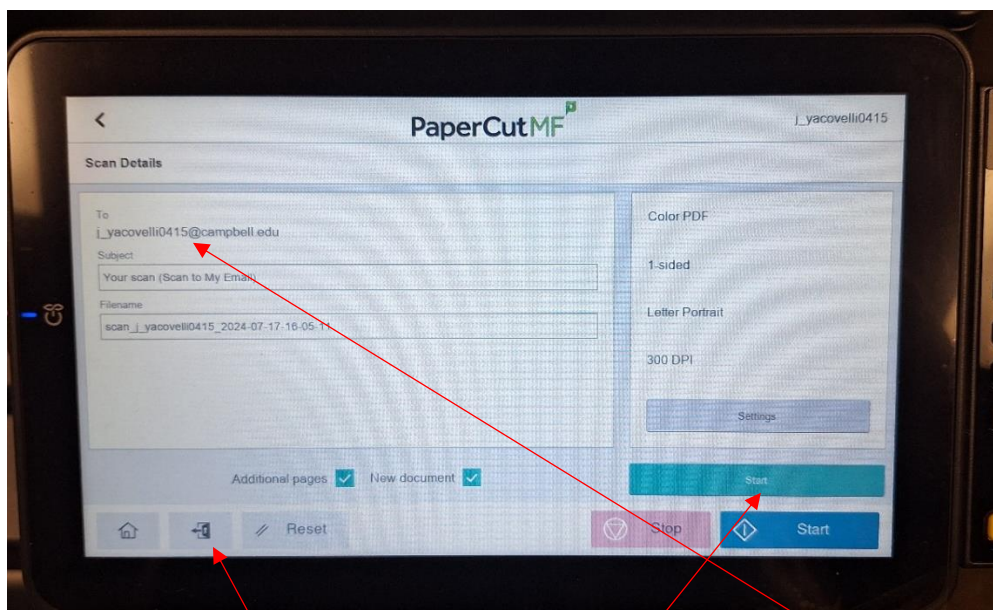 PaperCutMF
j_yacovelli0415
Scan Details
To
j_yacovelli0415@campbell.edu
Subject
Your scan (Scan to My Email)
Filename
scan_j_yacovelli0415_2024-07-17-16-05-11
Color PDF
1-sided
Letter Portrait
300 DPI
Settings
Additional pages
New document
Start
Reset
Stop
Start